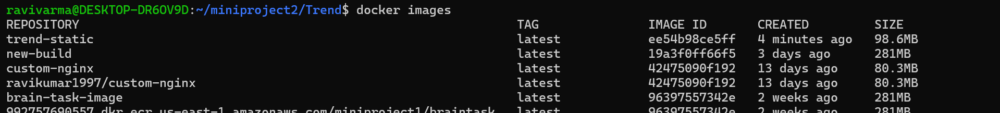 ravivarma@DESKTOP-DR6OV9D:~/miniproject2/Trend$ docker images
REPOSITORY TAG IMAGE ID CREATED SIZE
trend-static latest ee54b98ce5ff 4 minutes ago 98.6MB
new-build latest 19a3f0ff66f5 3 days ago 281MB
custom-nginx latest 42475090f192 13 days ago 80.3MB
ravikumar1997/custom-nginx latest 42475090f192 13 days ago 80.3MB
brain-task-image latest 96397557342e 2 weeks ago 281MB
992757690557.dkr.ecr.us-east-1.amazonaws.com/miniproject1/braintask latest 96397557342e 2 weeks ago 281MB